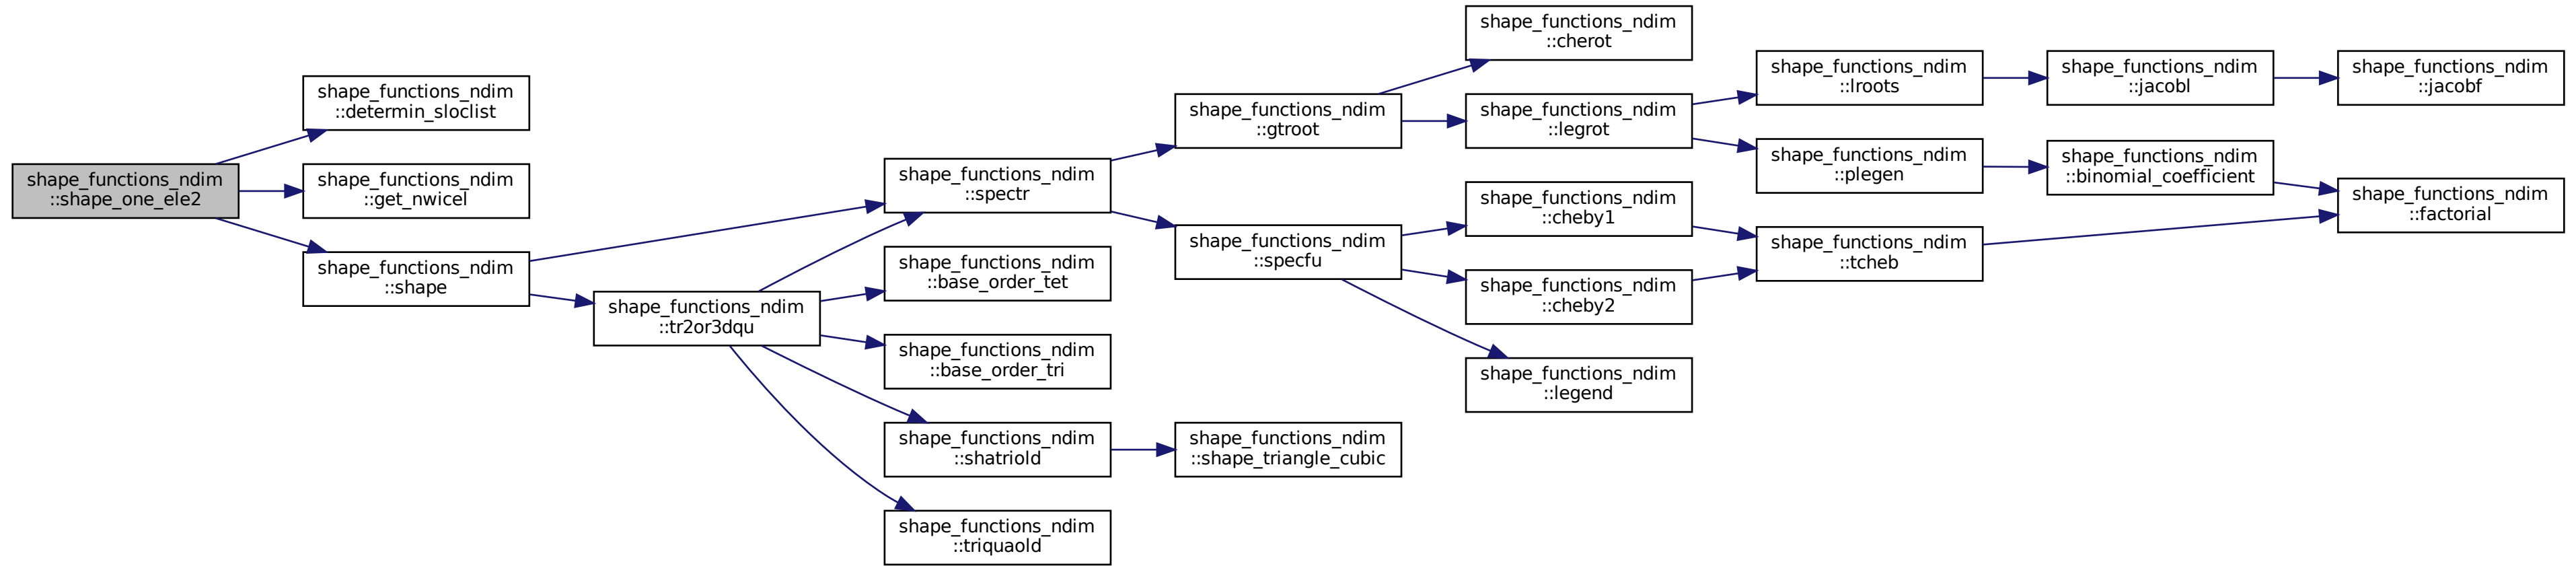 shape_functions_ndim
::shape_one_ele2
shape_functions_ndim
::determin_sloclist
shape_functions_ndim
::get_nwicel
shape_functions_ndim
::shape
shape_functions_ndim
::tr2or3dqu
shape_functions_ndim
::spectr
shape_functions_ndim
::base_order_tet
shape_functions_ndim
::base_order_tri
shape_functions_ndim
::shatriold
shape_functions_ndim
::triquaold
shape_functions_ndim
::gtroot
shape_functions_ndim
::specfu
shape_functions_ndim
::shape_triangle_cubic
shape_functions_ndim
::cherot
shape_functions_ndim
::legrot
shape_functions_ndim
::cheby1
shape_functions_ndim
::cheby2
shape_functions_ndim
::legend
shape_functions_ndim
::lroots
shape_functions_ndim
::plegen
shape_functions_ndim
::tcheb
shape_functions_ndim
::jacobl
shape_functions_ndim
::binomial_coefficient
shape_functions_ndim
::jacobf
shape_functions_ndim
::factorial